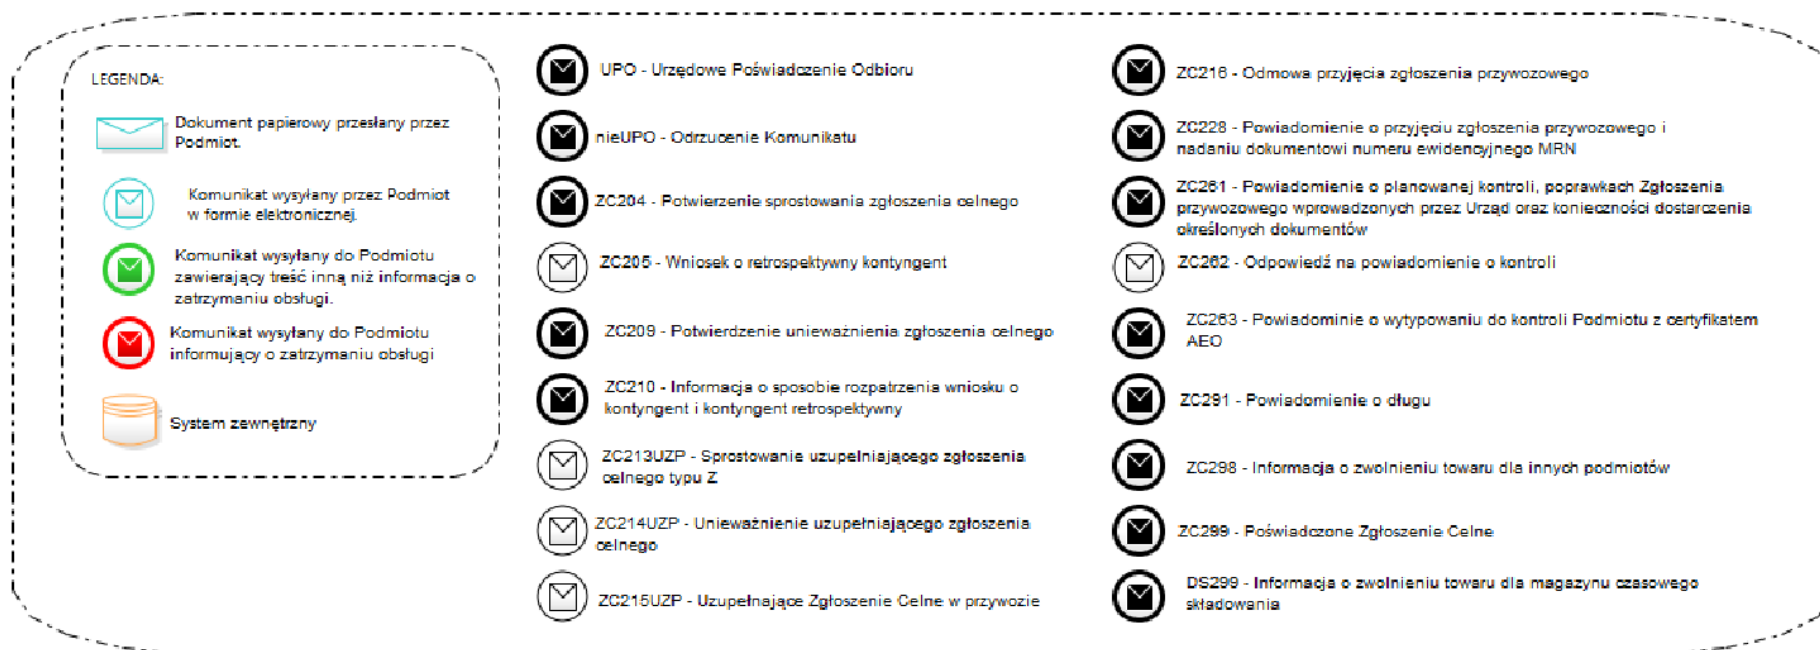 LEGENDA:
Dokument papierowy przesłany przez
Podmiot.
Komunikat wysyłany przez Podmiot
w formie elektronicznej.
Komunikat wysyłany do Podmiotu
zawierający treść inną niż informacja o
zatrzymaniu obsługi.
Komunikat wysyłany do Podmiotu
informujący o zatrzymaniu obsługi
System zewnętrzny
UPO - Urzędowe Poświadczenie Odbioru
nieUPO - Odrzucenie Komunikatu
ZC204 - Potwierzenie sprostowania zgłoszenia celnego
ZC205 - Wniosek o retrospektywny kontyngent
ZC209 - Potwierdzenie unieważnienia zgłoszenia celnego
ZC210 - Informacja o sposobie rozpatrzenia wniosku o
kontyngent i kontyngent retrospektywny
ZC213UZP - Sprostowanie uzupełniającego zgłoszenia
celnego typu Z
ZC214UZP - Unieważnienie uzupełniającego zgłoszenia
celnego
ZC215UZP - Uzupełnające Zgłoszenie Celne w przywozie
ZC216 - Odmowa przyjęcia zgłoszenia przywozowego
ZC228 - Powiadomienie o przyjęciu zgłoszenia przywozowego i
nadaniu dokumentowi numeru ewidencyjnego MRN
ZC261 - Powiadomienie o planowanej kontroli, poprawkach Zgłoszenia
przywozowego wprowadzonych przez Urząd oraz konieczności dostarczenia
określonych dokumentów
ZC262 - Odpowiedź na powiadomienie o kontroli
ZC263 - Powiadominie o wytypowaniu do kontroli Podmiotu z certyfikatem
AEO
ZC291 - Powiadomienie o długu
ZC298 - Informacja o zwolnieniu towaru dla innych podmiotów
ZC299 - Poświadczone Zgłoszenie Celne
DS299 - Informacja o zwolnieniu towaru dla magazynu czasowego
składowania